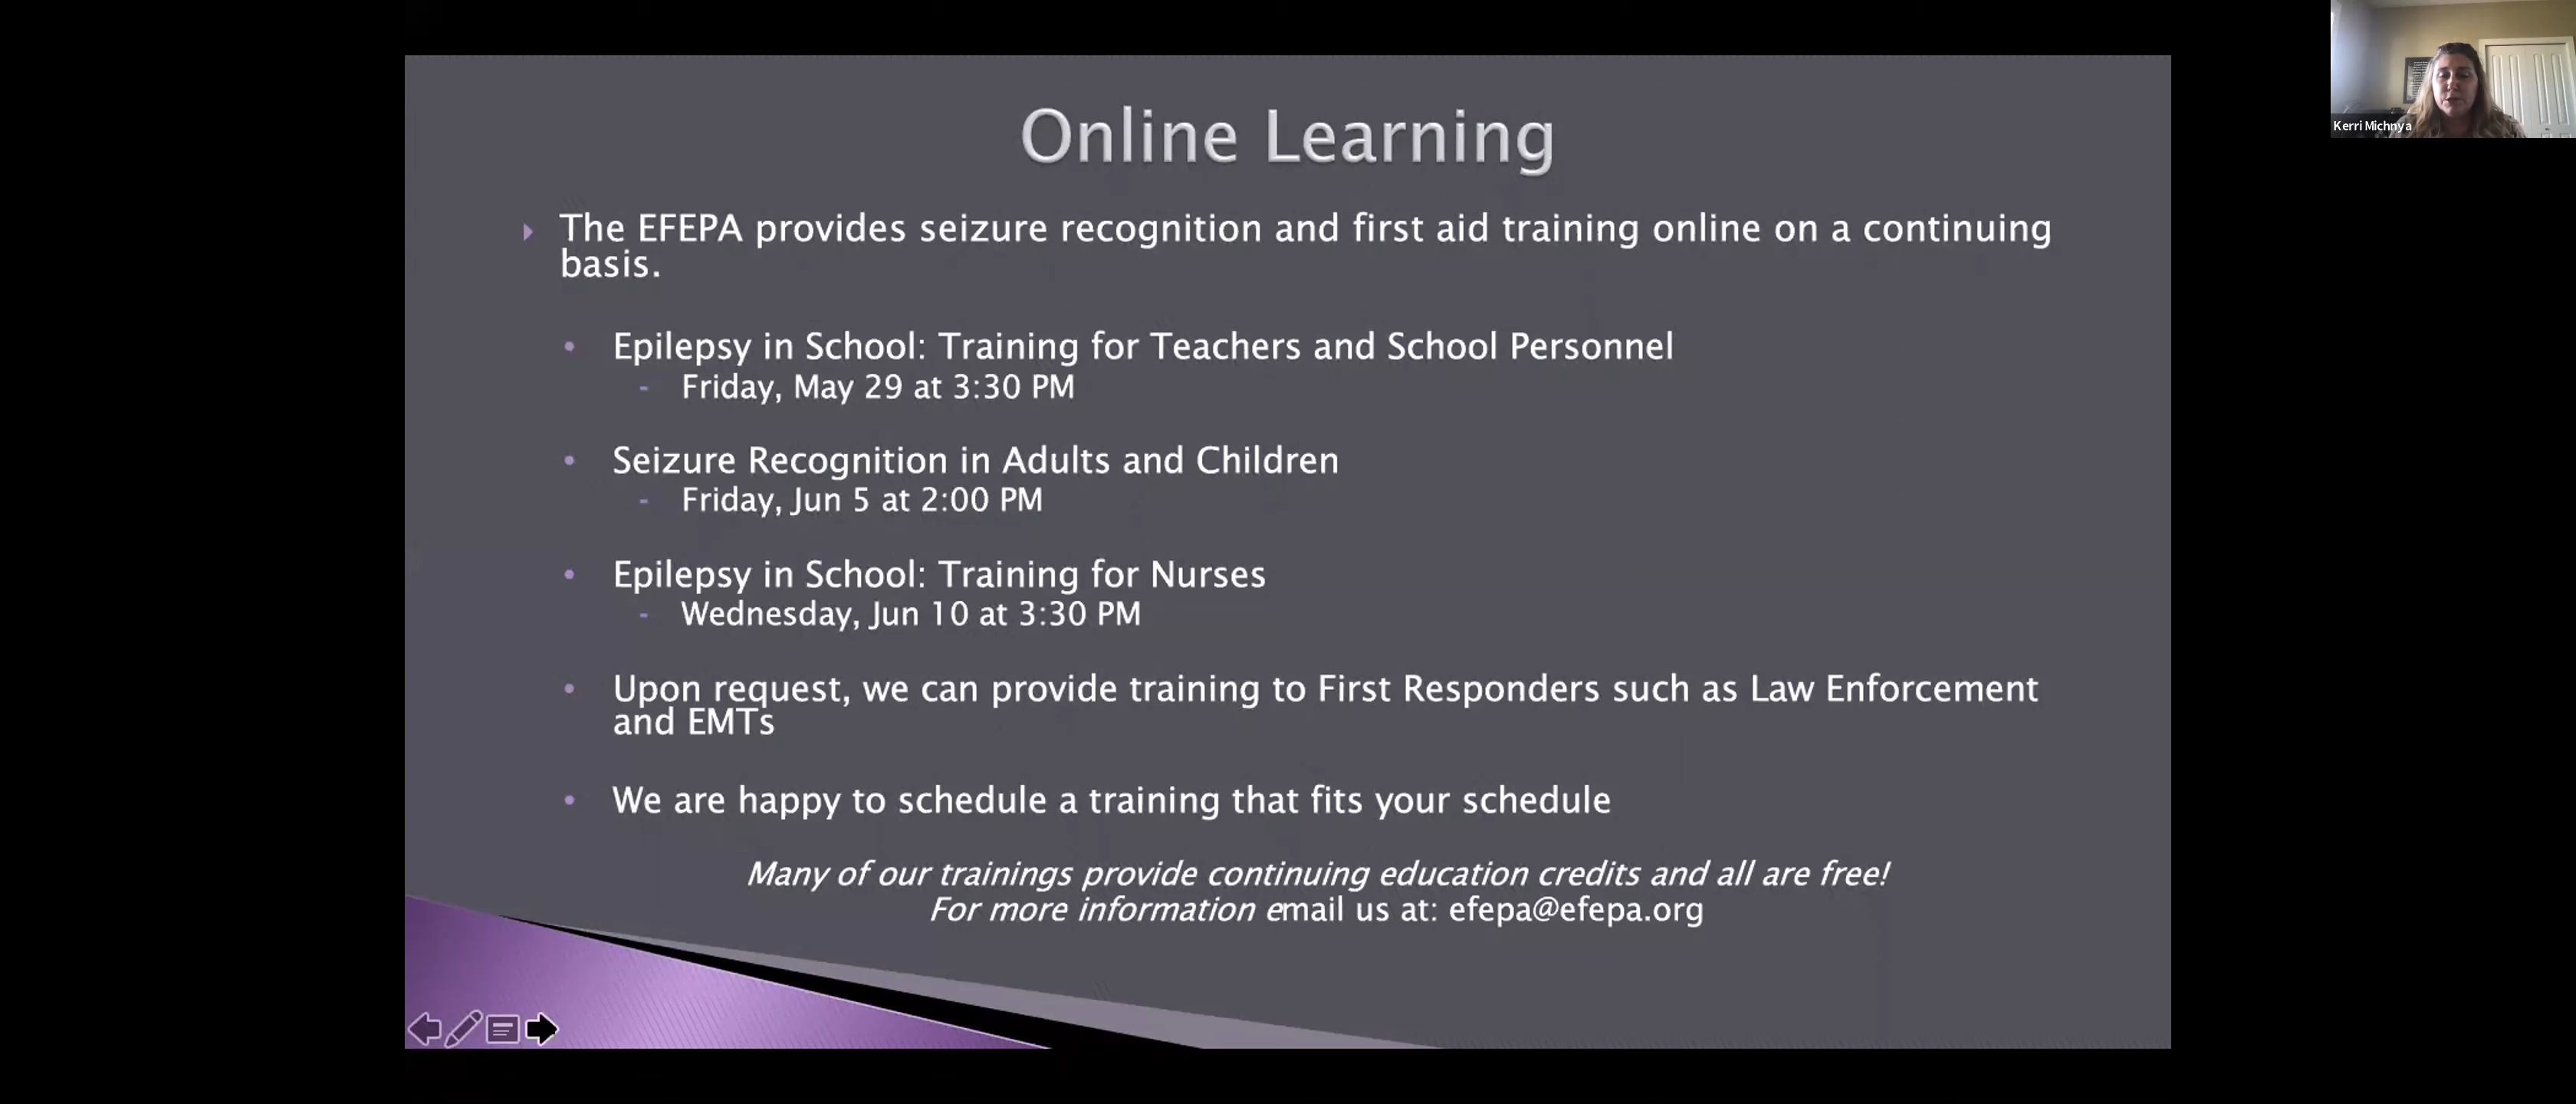 Online Learning
Kerri Michnya
The EFEPA provides seizure recognition and first aid training online on a continuing
basis.
Epilepsy in School: Training for Teachers and School Personnel
- Friday, May 29 at 3:30 PM
Seizure Recognition in Adults and Children
- Friday, Jun 5 at 2:00 PM
Epilepsy in School: Training for Nurses
- Wednesday, Jun 10 at 3:30 PM
Upon request, we can provide training to First Responders such as Law Enforcement
and EMTs
We are happy to schedule a training that fits your schedule
Many of our trainings provide continuing education credits and all are free!
For more information email us at: efepa@efepa.org